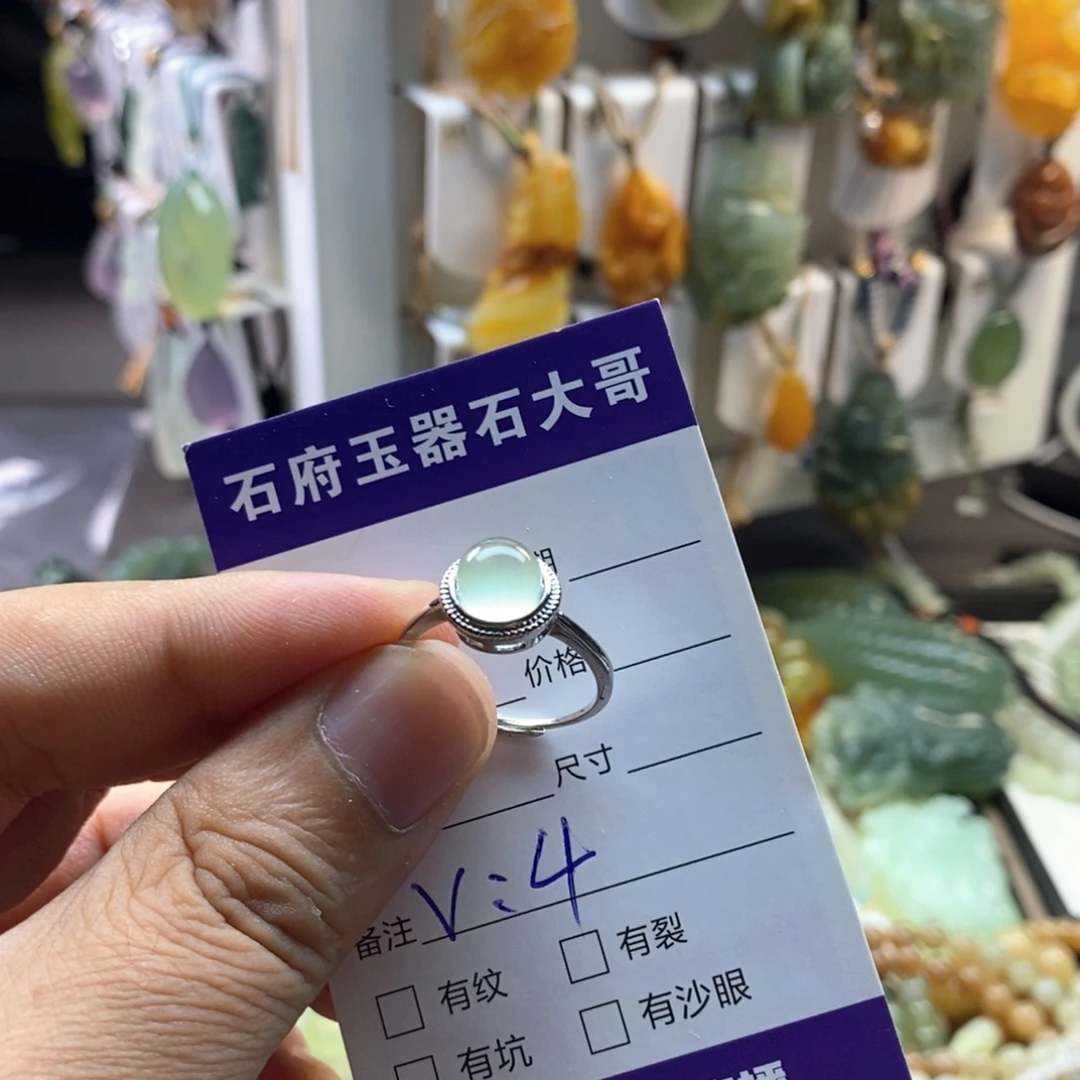 石府玉器石大哥
价格
尺寸
备注 V:4
有纹 有裂
有坑 有沙眼